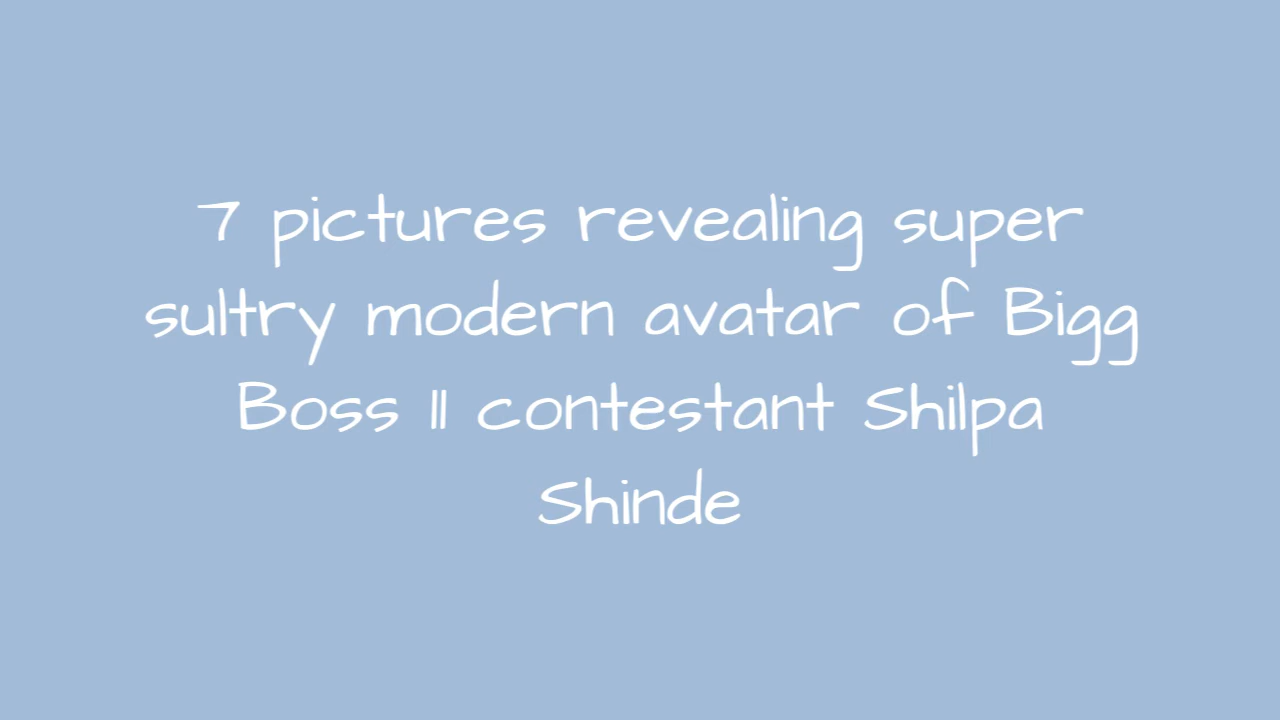 7 pictures revealing super
sultry modern avatar of Bigg
Boss 11 contestant Shilpa
Shinde